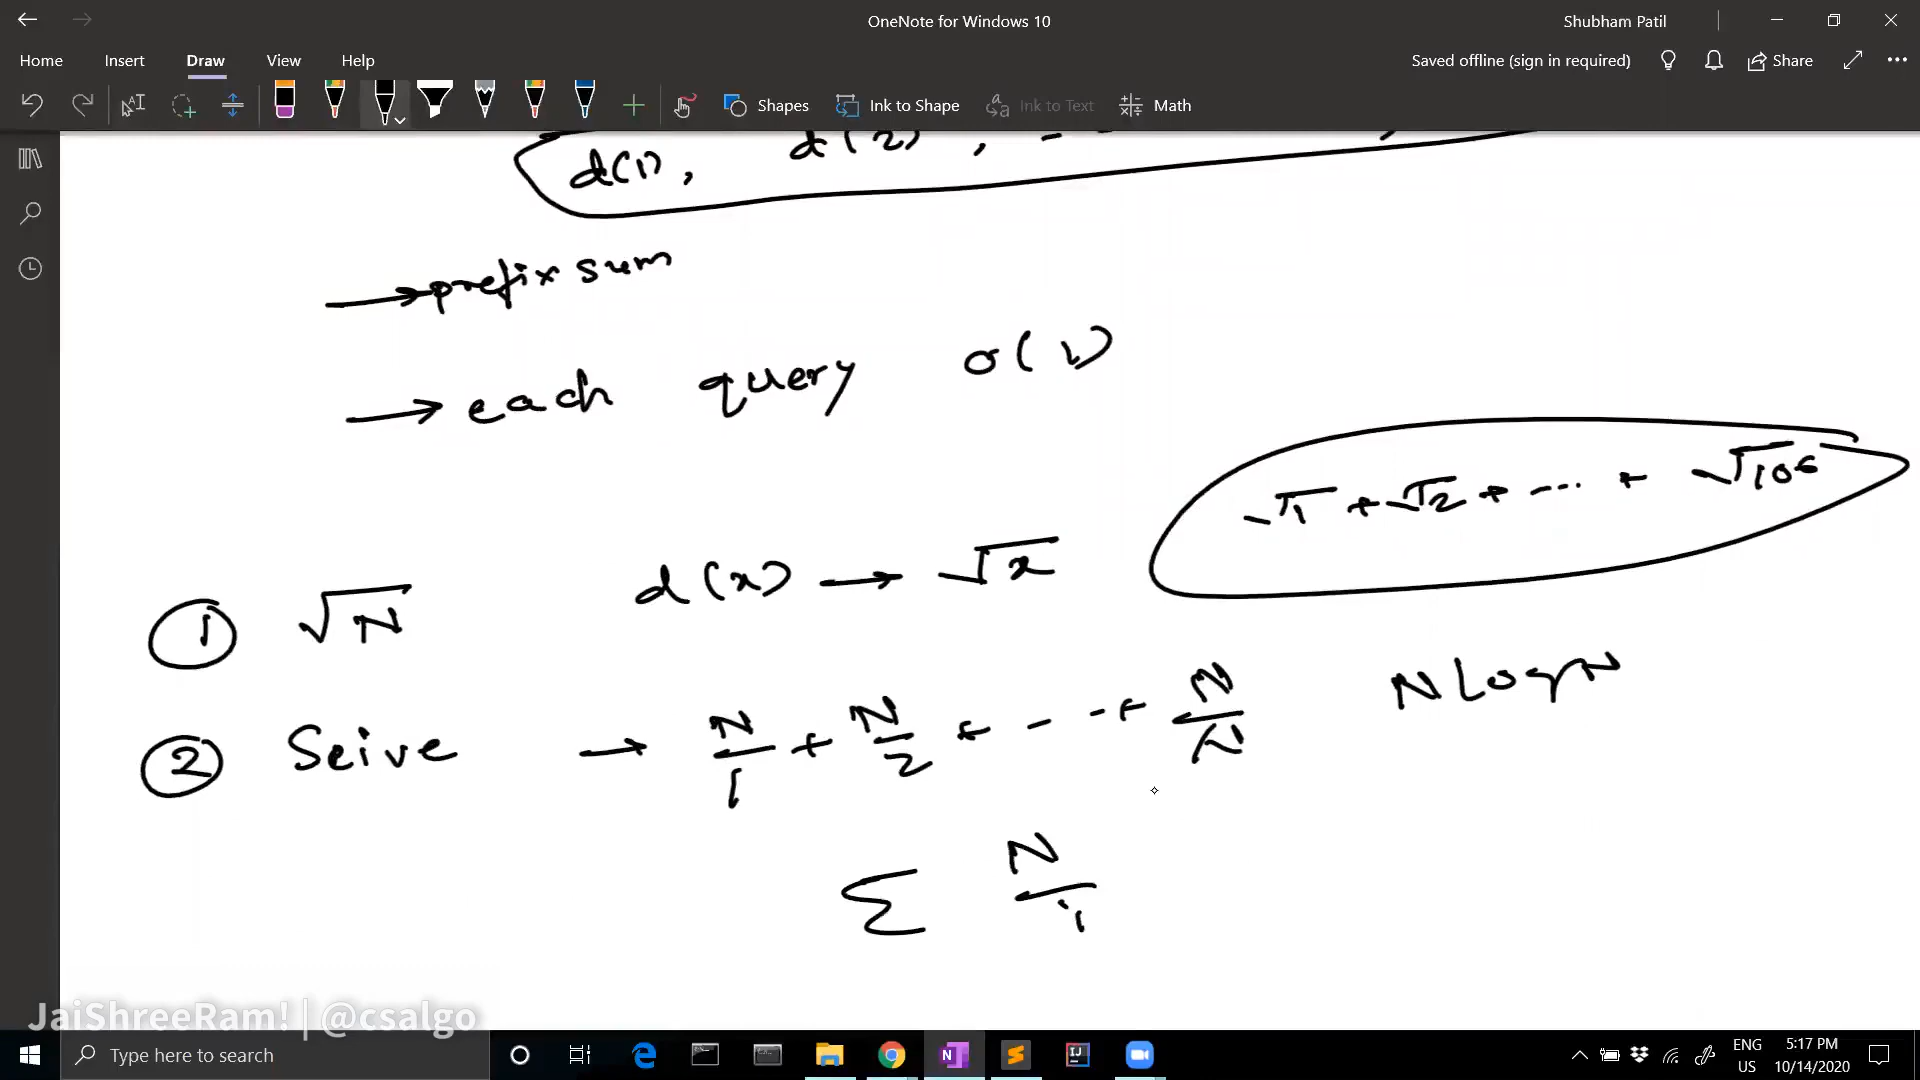 OneNote for Windows 10
Shubham Patil
Home Insert Draw View Help
Saved offline (sign in required)
Share
Shapes
Ink to Shape
Ink to Text
Math
d(1), d(2), -
→ prefix sum
→ each query O(1)
√1 + √2 + ... + √10⁶
① √N d(x) → √x
② Seive → N/1 + N/2 + - - + N/N N Log N
Σ N/i
JaiShreeRam! | @csalgo
Type here to search
ENG
US
5:17 PM
10/14/2020